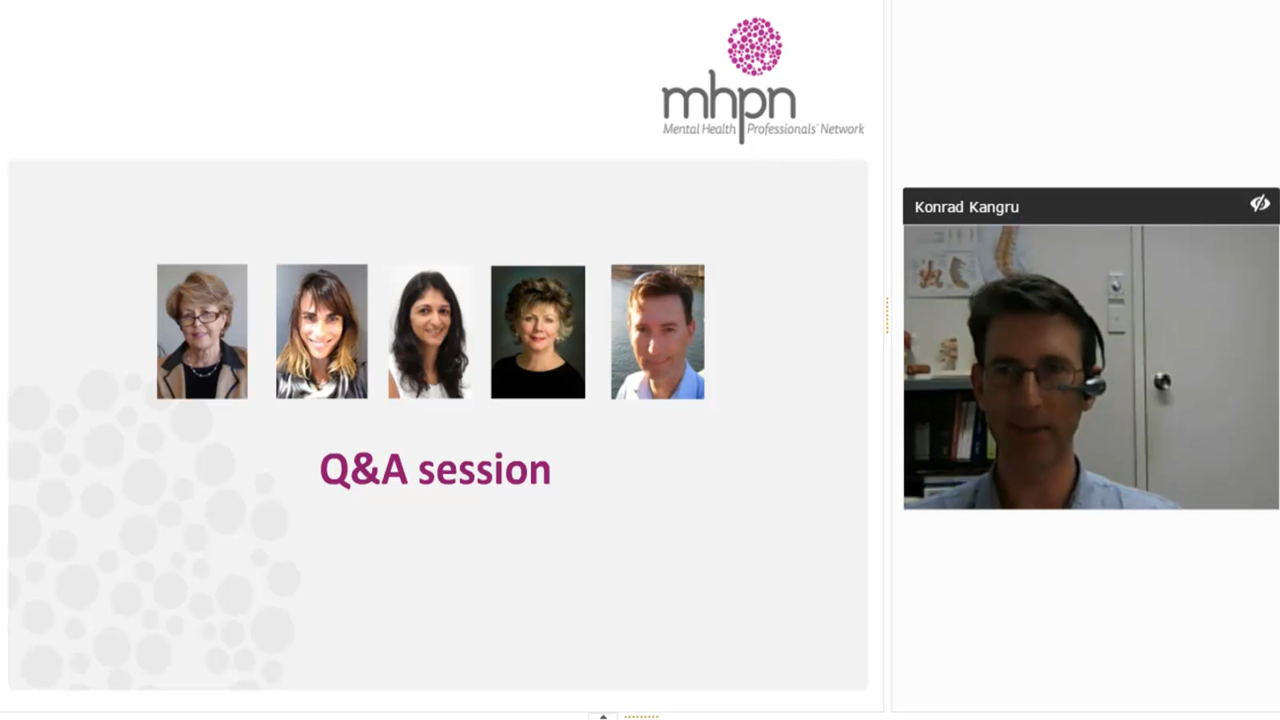 mhpn
Mental Health Professionals' Network
Konrad Kangru
Q&A session